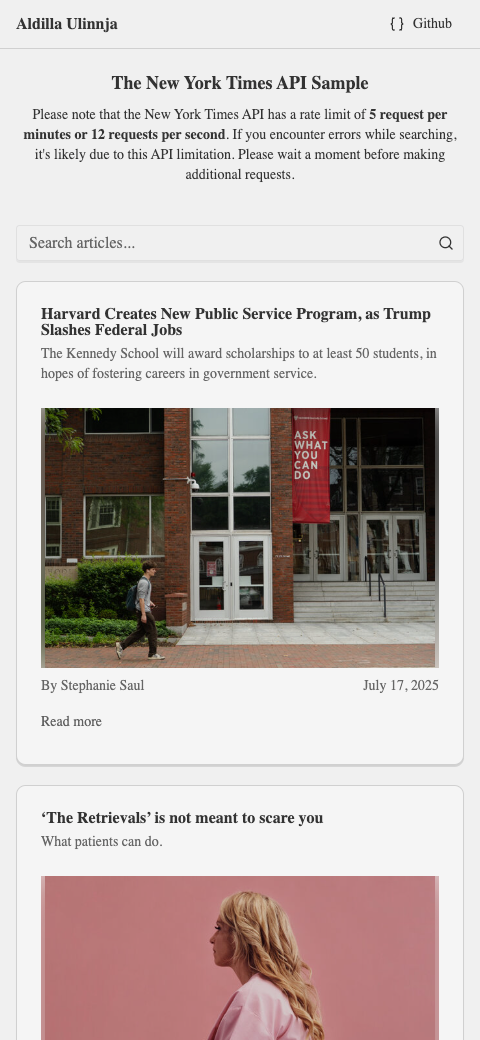 Aldilla Ulinnja
Github
The New York Times API Sample
Please note that the New York Times API has a rate limit of 5 request per
minutes or 12 requests per second. If you encounter errors while searching,
it's likely due to this API limitation. Please wait a moment before making
additional requests.
Search articles...
Harvard Creates New Public Service Program, as Trump
Slashes Federal Jobs
The Kennedy School will award scholarships to at least 50 students, in
hopes of fostering careers in government service.
ASK
WHAT
YOU
CAN
DO
By Stephanie Saul
July 17, 2025
Read more
‘The Retrievals’ is not meant to scare you
What patients can do.